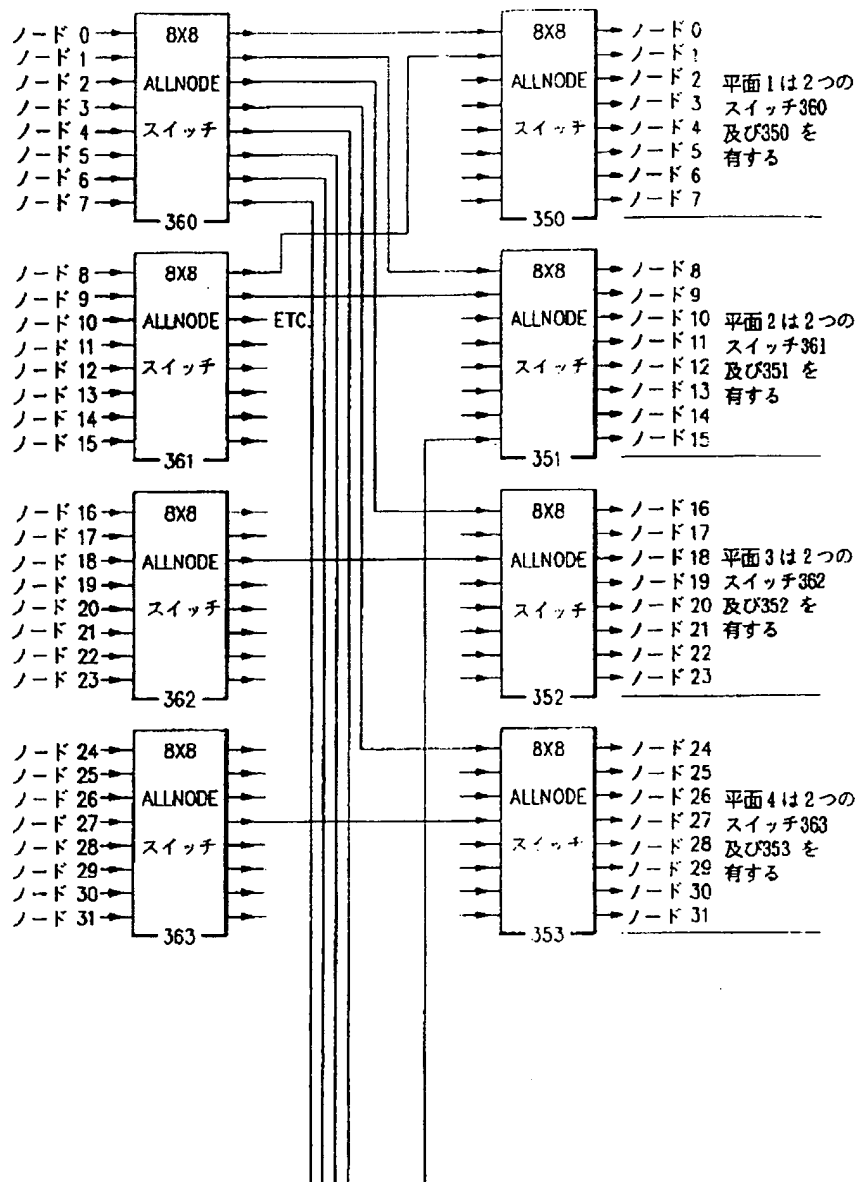 ノード 0
ノード 1
ノード 2
ノード 3
ノード 4
ノード 5
ノード 6
ノード 7
8X8
ALLNODE
スイッチ
360
8X8
ALLNODE
スイッチ
350
ノード 0
ノード 1
ノード 2
ノード 3
ノード 4
ノード 5
ノード 6
ノード 7
平面1は2つの
スイッチ360
及び350 を
有する
ノード 8
ノード 9
ノード 10
ノード 11
ノード 12
ノード 13
ノード 14
ノード 15
8X8
ALLNODE
スイッチ
361
ETC.
8X8
ALLNODE
スイッチ
351
ノード 8
ノード 9
ノード 10
ノード 11
ノード 12
ノード 13
ノード 14
ノード 15
平面2は2つの
スイッチ361
及び351 を
有する
ノード 16
ノード 17
ノード 18
ノード 19
ノード 20
ノード 21
ノード 22
ノード 23
8X8
ALLNODE
スイッチ
362
8X8
ALLNODE
スイッチ
352
ノード 16
ノード 17
ノード 18
ノード 19
ノード 20
ノード 21
ノード 22
ノード 23
平面3は2つの
スイッチ362
及び352 を
有する
ノード 24
ノード 25
ノード 26
ノード 27
ノード 28
ノード 29
ノード 30
ノード 31
8X8
ALLNODE
スイッチ
363
8X8
ALLNODE
スイッチ
353
ノード 24
ノード 25
ノード 26
ノード 27
ノード 28
ノード 29
ノード 30
ノード 31
平面4は2つの
スイッチ363
及び353 を
有する